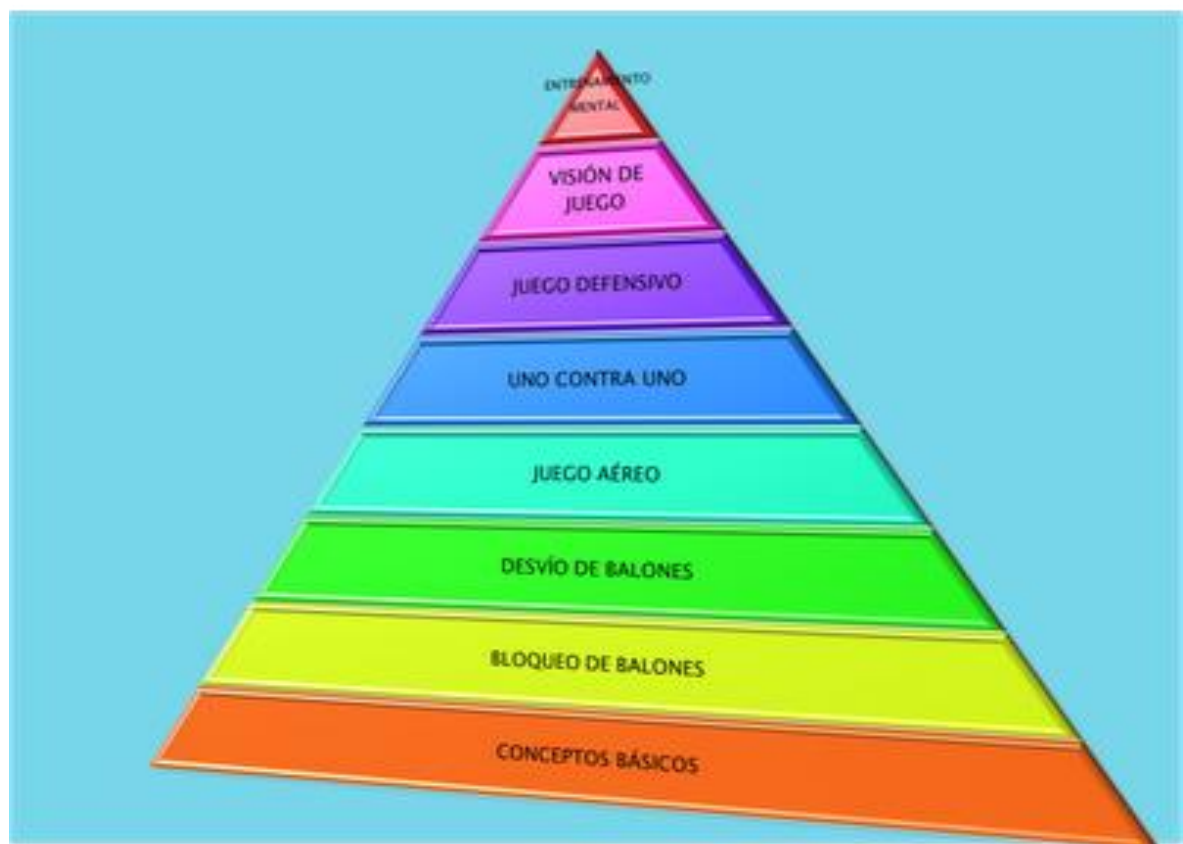 ENTRENAMIENTO
MENTAL
VISIÓN DE
JUEGO
JUEGO DEFENSIVO
UNO CONTRA UNO
JUEGO AÉREO
DESVÍO DE BALONES
BLOQUEO DE BALONES
CONCEPTOS BÁSICOS